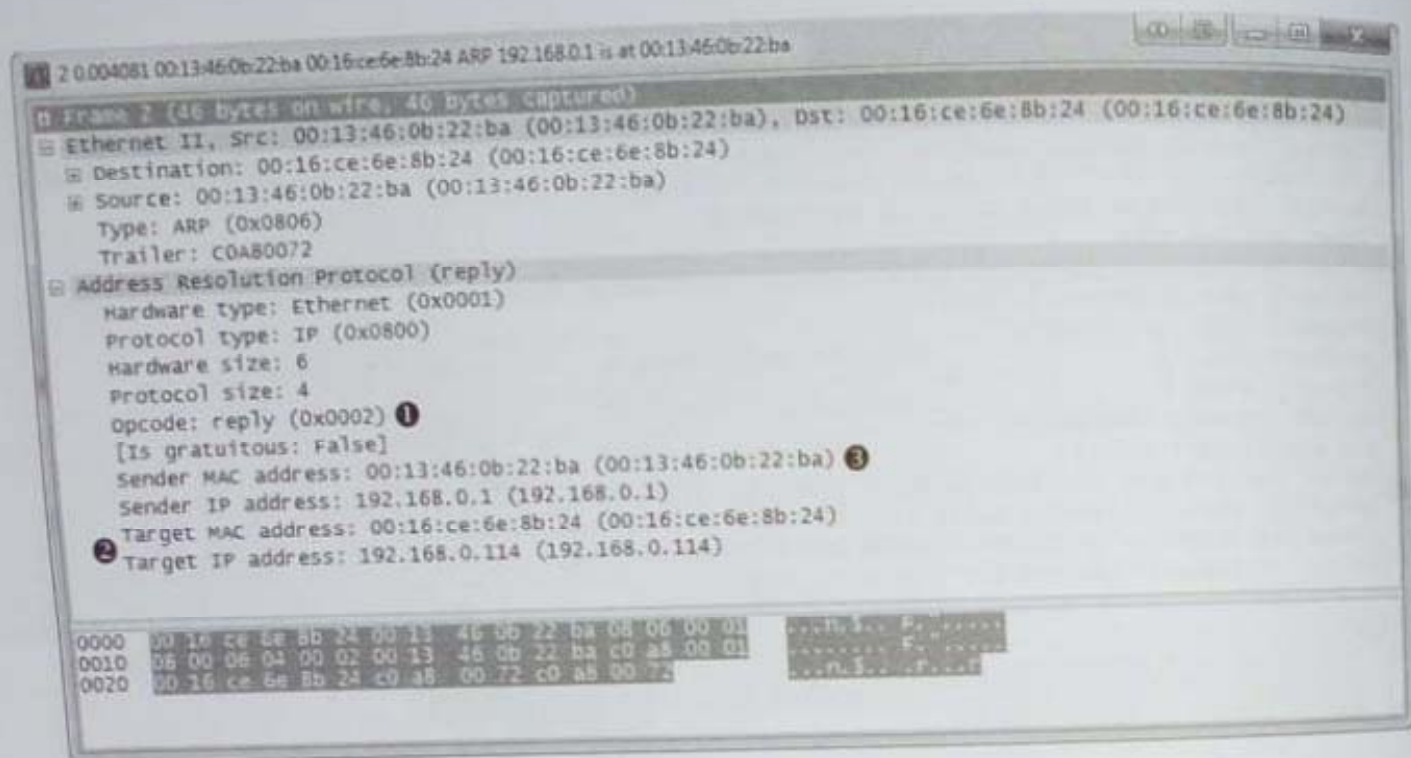 2 0.004081 00:13:46:0b:22:ba 00:16:ce:6e:8b:24 ARP 192.168.0.1 is at 00:13:46:0b:22:ba
Frame 2 (46 bytes on wire, 46 bytes captured)
Ethernet II, Src: 00:13:46:0b:22:ba (00:13:46:0b:22:ba), Dst: 00:16:ce:6e:8b:24 (00:16:ce:6e:8b:24)
Destination: 00:16:ce:6e:8b:24 (00:16:ce:6e:8b:24)
Source: 00:13:46:0b:22:ba (00:13:46:0b:22:ba)
Type: ARP (0x0806)
Trailer: C0A80072
Address Resolution Protocol (reply)
Hardware type: Ethernet (0x0001)
Protocol type: IP (0x0800)
Hardware size: 6
Protocol size: 4
Opcode: reply (0x0002) ❶
[Is gratuitous: False]
Sender MAC address: 00:13:46:0b:22:ba (00:13:46:0b:22:ba) ❸
Sender IP address: 192.168.0.1 (192.168.0.1)
Target MAC address: 00:16:ce:6e:8b:24 (00:16:ce:6e:8b:24)
❷ Target IP address: 192.168.0.114 (192.168.0.114)
0000 00 16 ce 6e 8b 24 00 13 46 0b 22 ba 08 06 00 01 ...n.$.. F.".....
0010 08 00 06 04 00 02 00 13 46 0b 22 ba c0 a8 00 01
0020 00 16 ce 6e 8b 24 c0 a8 00 72 c0 a8 00 72 ...n.$.. .r...r